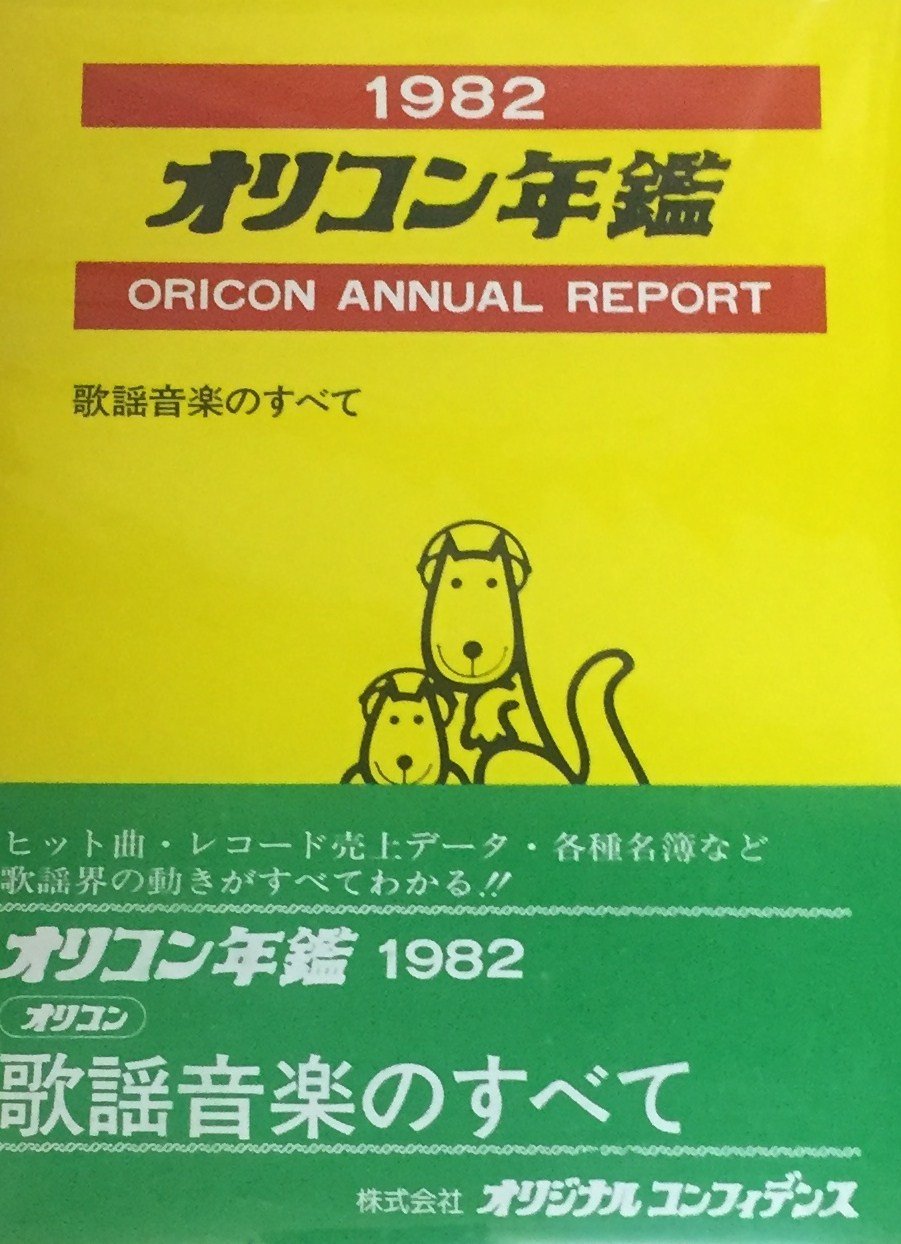 1982
オリコン年鑑
ORICON ANNUAL REPORT
歌謡音楽のすべて
ヒット曲・レコード売上データ・各種名簿など
歌謡界の動きがすべてわかる!!
オリコン年鑑 1982
オリコン
歌謡音楽のすべて
株式会社 オリジナルコンフィデンス